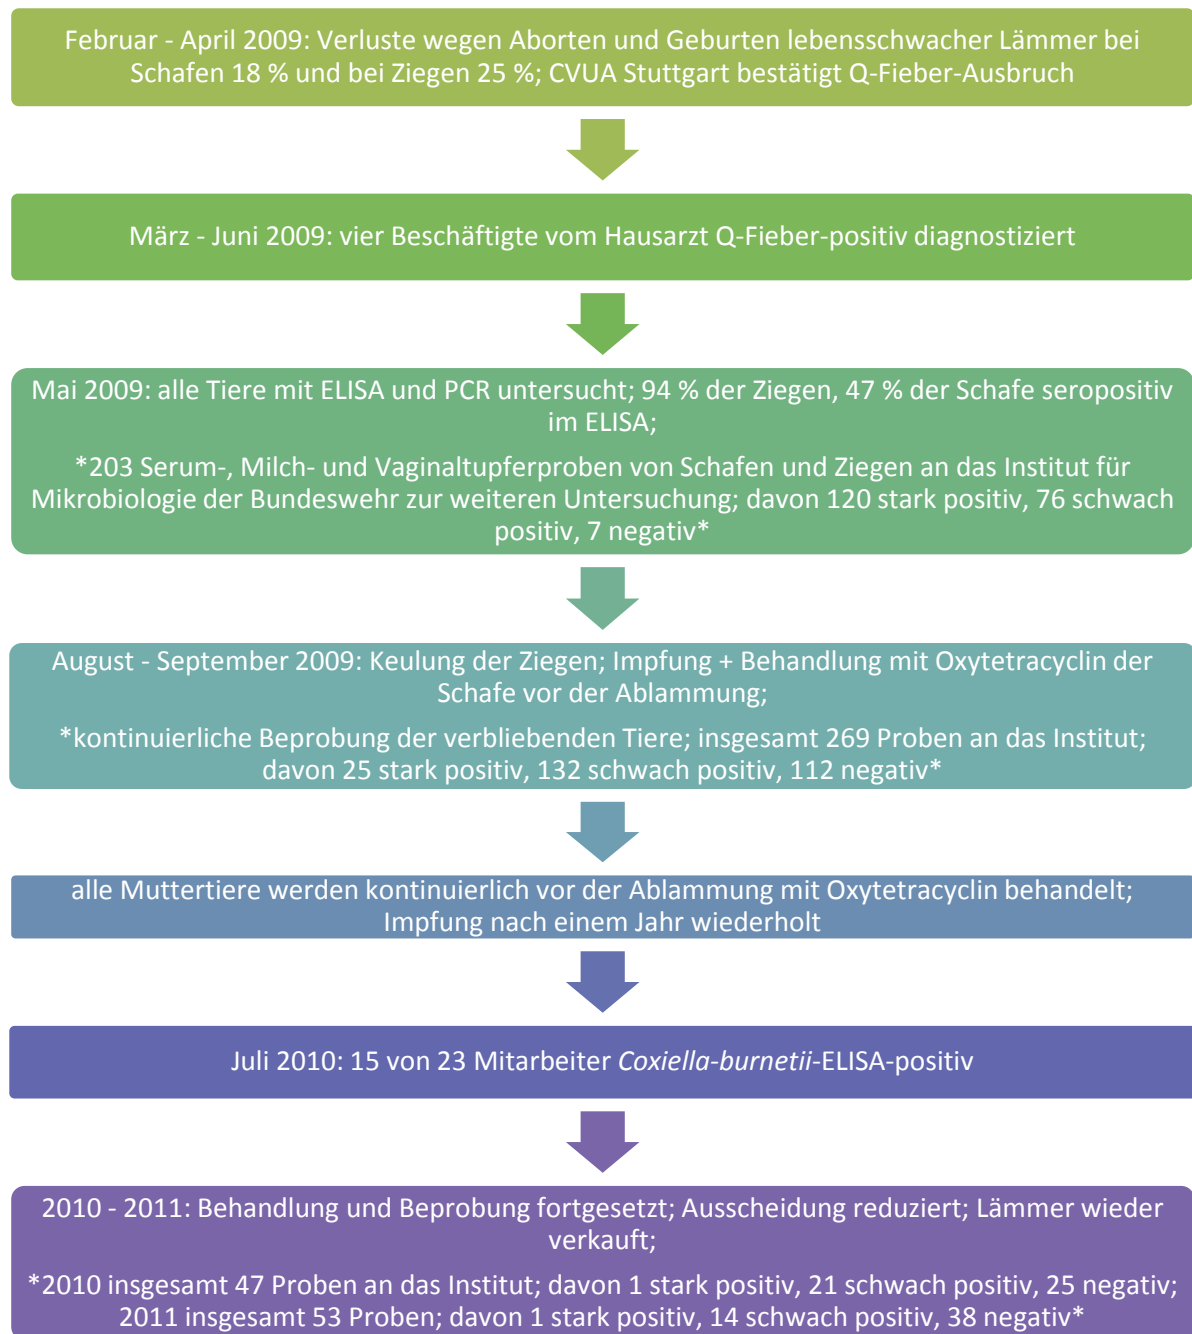 Februar - April 2009: Verluste wegen Aborten und Geburten lebensschwacher Lämmer bei
Schafen 18 % und bei Ziegen 25 %; CVUA Stuttgart bestätigt Q-Fieber-Ausbruch
März - Juni 2009: vier Beschäftigte vom Hausarzt Q-Fieber-positiv diagnostiziert
Mai 2009: alle Tiere mit ELISA und PCR untersucht; 94 % der Ziegen, 47 % der Schafe seropositiv
im ELISA;
*203 Serum-, Milch- und Vaginaltupferproben von Schafen und Ziegen an das Institut für
Mikrobiologie der Bundeswehr zur weiteren Untersuchung; davon 120 stark positiv, 76 schwach
positiv, 7 negativ*
August - September 2009: Keulung der Ziegen; Impfung + Behandlung mit Oxytetracyclin der
Schafe vor der Ablammung;
*kontinuierliche Beprobung der verbliebenden Tiere; insgesamt 269 Proben an das Institut;
davon 25 stark positiv, 132 schwach positiv, 112 negativ*
alle Muttertiere werden kontinuierlich vor der Ablammung mit Oxytetracyclin behandelt;
Impfung nach einem Jahr wiederholt
Juli 2010: 15 von 23 Mitarbeiter Coxiella-burnetii-ELISA-positiv
2010 - 2011: Behandlung und Beprobung fortgesetzt; Ausscheidung reduziert; Lämmer wieder
verkauft;
*2010 insgesamt 47 Proben an das Institut; davon 1 stark positiv, 21 schwach positiv, 25 negativ;
2011 insgesamt 53 Proben; davon 1 stark positiv, 14 schwach positiv, 38 negativ*